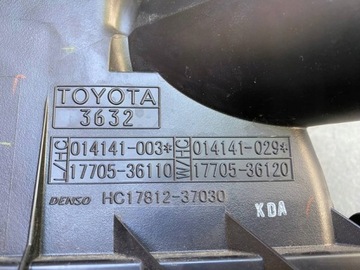 TOYOTA
3632
L/HC 014141-003* W/HC 014141-029*
17705-36110 17705-36120
DENSO HC17812-37030
KDA